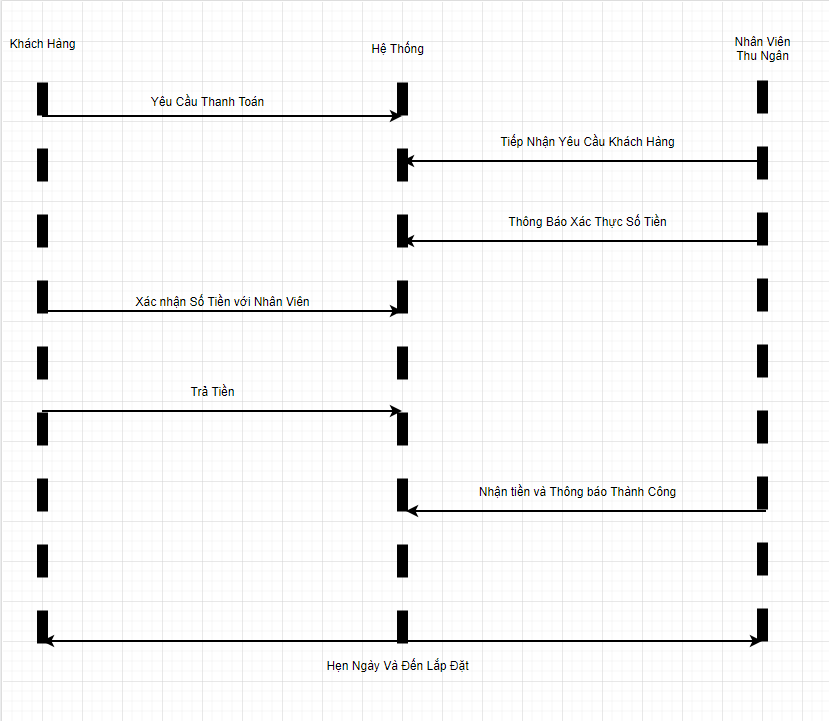 Khách Hàng
Hệ Thống
Nhân Viên
Thu Ngân
Yêu Cầu Thanh Toán
Tiếp Nhận Yêu Cầu Khách Hàng
Thông Báo Xác Thực Số Tiền
Xác nhận Số Tiền với Nhân Viên
Trả Tiền
Nhận tiền và Thông báo Thành Công
Hẹn Ngày Và Đến Lắp Đặt